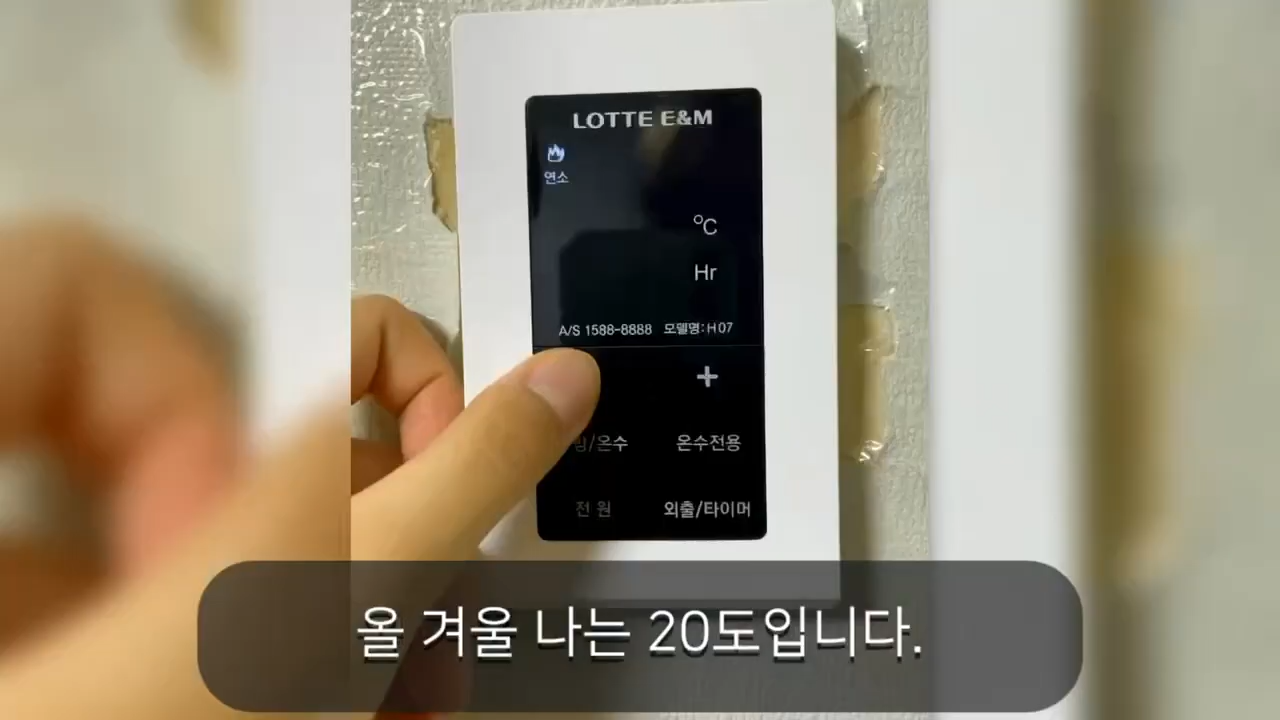 LOTTE E&M
연소
℃
Hr
A/S 1588-8888 모델명:H07
+
/온수 온수전용
전원 외출/타이머
올 겨울 나는 20도입니다.